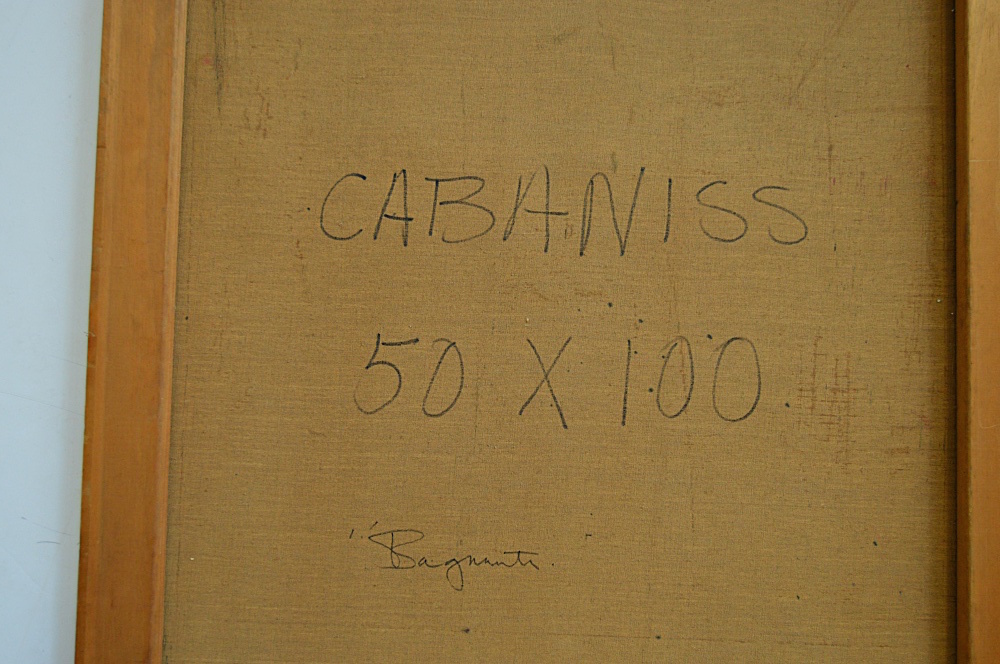 CABANISS
50 X 100
"Bagnanti"